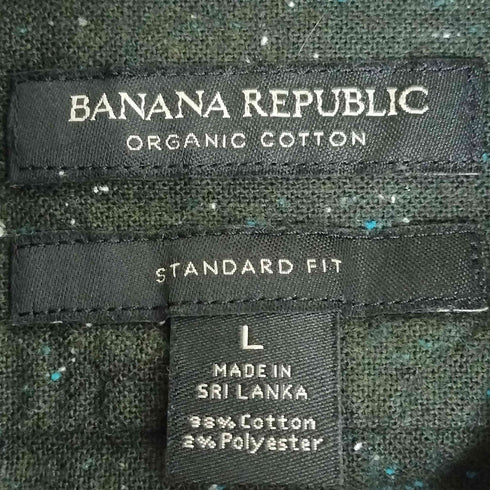 BANANA REPUBLIC
ORGANIC COTTON
STANDARD FIT
L
MADE IN
SRI LANKA
98% Cotton
2% Polyester